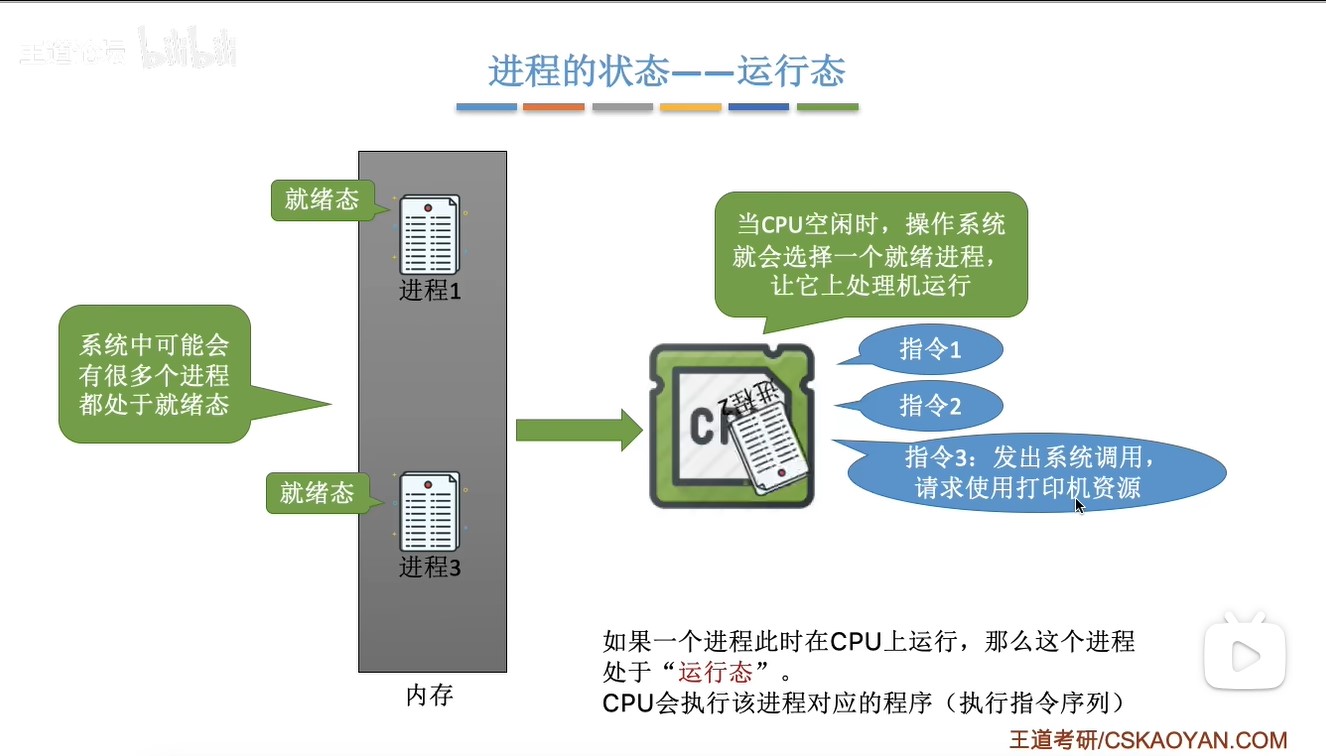 王道论坛 bilibili
进程的状态——运行态
就绪态
进程1
系统中可能会
有很多个进程
都处于就绪态
就绪态
进程3
内存
当CPU空闲时，操作系统
就会选择一个就绪进程，
让它上处理机运行
进程2
指令1
指令2
指令3：发出系统调用，
请求使用打印机资源
如果一个进程此时在CPU上运行，那么这个进程
处于“运行态”。
CPU会执行该进程对应的程序（执行指令序列）
王道考研/CSKAOYAN.COM